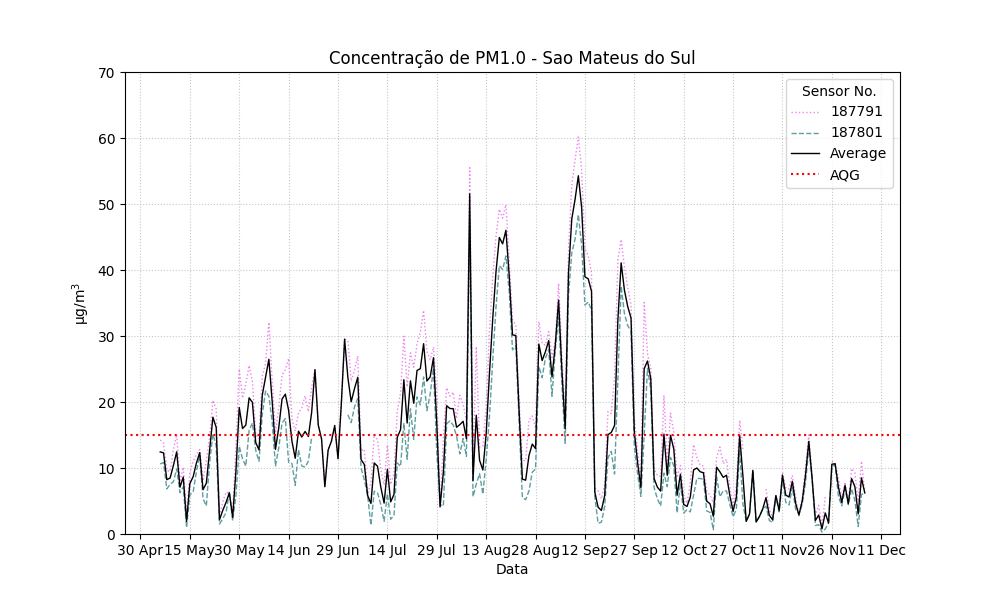 Concentração de PM1.0 - Sao Mateus do Sul
70
60
50
40
30
20
10
0
µg/m³
Sensor No.
187791
187801
Average
AQG
30 Apr 15 May 30 May 14 Jun 29 Jun 14 Jul 29 Jul 13 Aug 28 Aug 12 Sep 27 Sep 12 Oct 27 Oct 11 Nov 26 Nov 11 Dec
Data